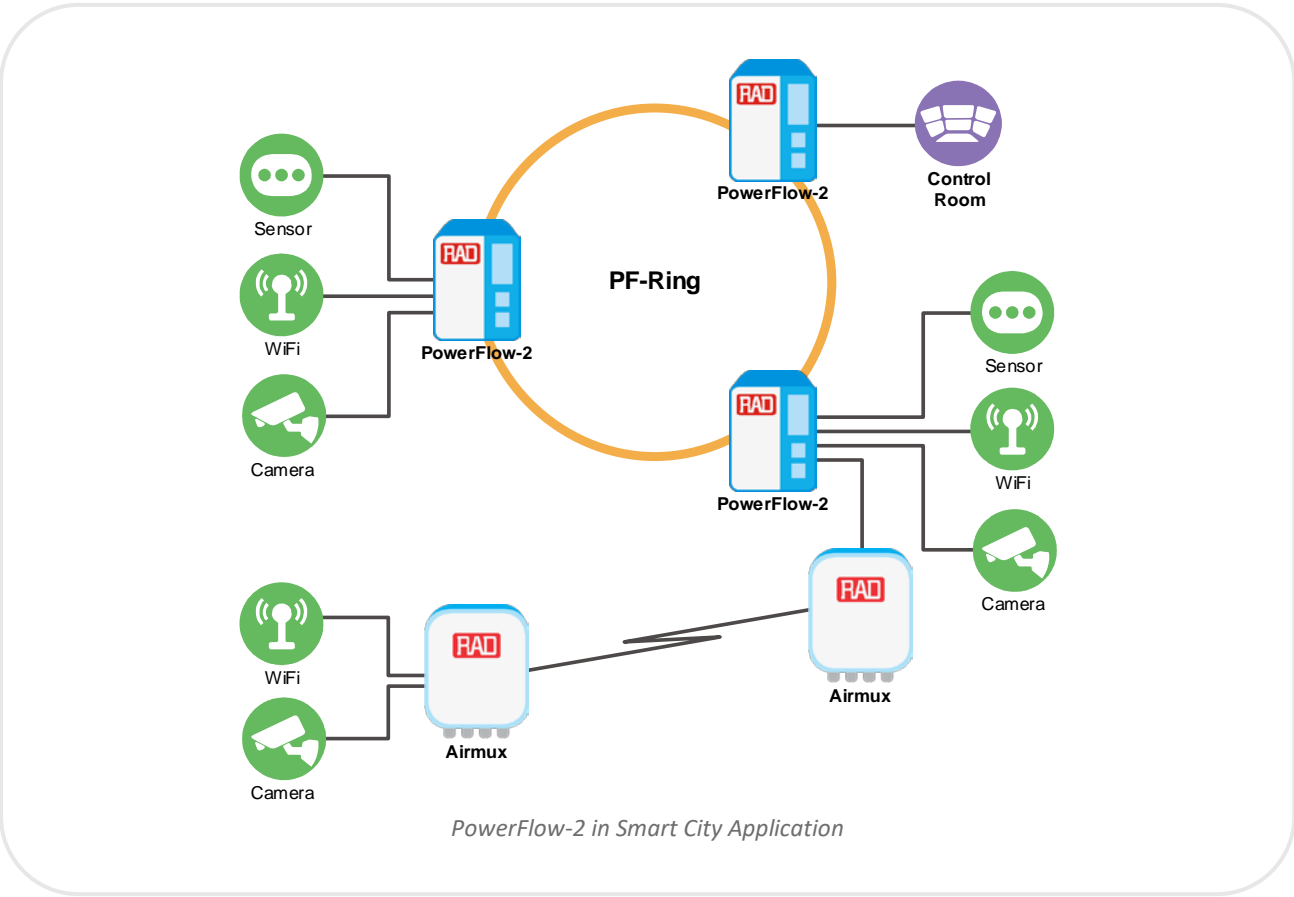 RAD
PowerFlow-2
Control
Room
Sensor
RAD
PowerFlow-2
WiFi
Camera
PF-Ring
Sensor
WiFi
Camera
RAD
PowerFlow-2
RAD
Airmux
WiFi
Camera
RAD
Airmux
PowerFlow-2 in Smart City Application